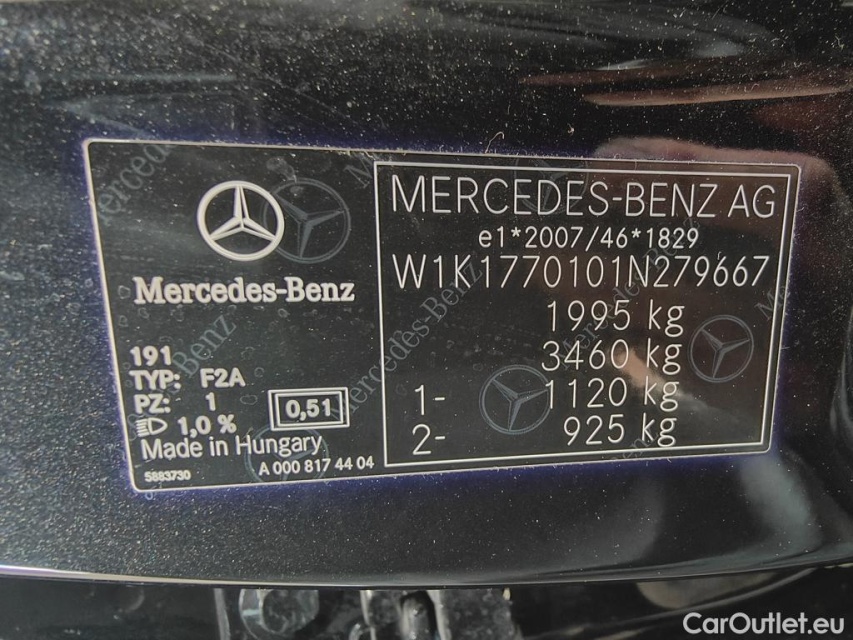 Mercedes-Benz
191
TYP: F2A
PZ: 1
1,0 %
0,51
Made in Hungary
5883730
A 000 817 44 04
MERCEDES-BENZ AG
e1*2007/46*1829
W1K1770101N279667
1995 kg
3460 kg
1- 1120 kg
2- 925 kg
CarOutlet.eu